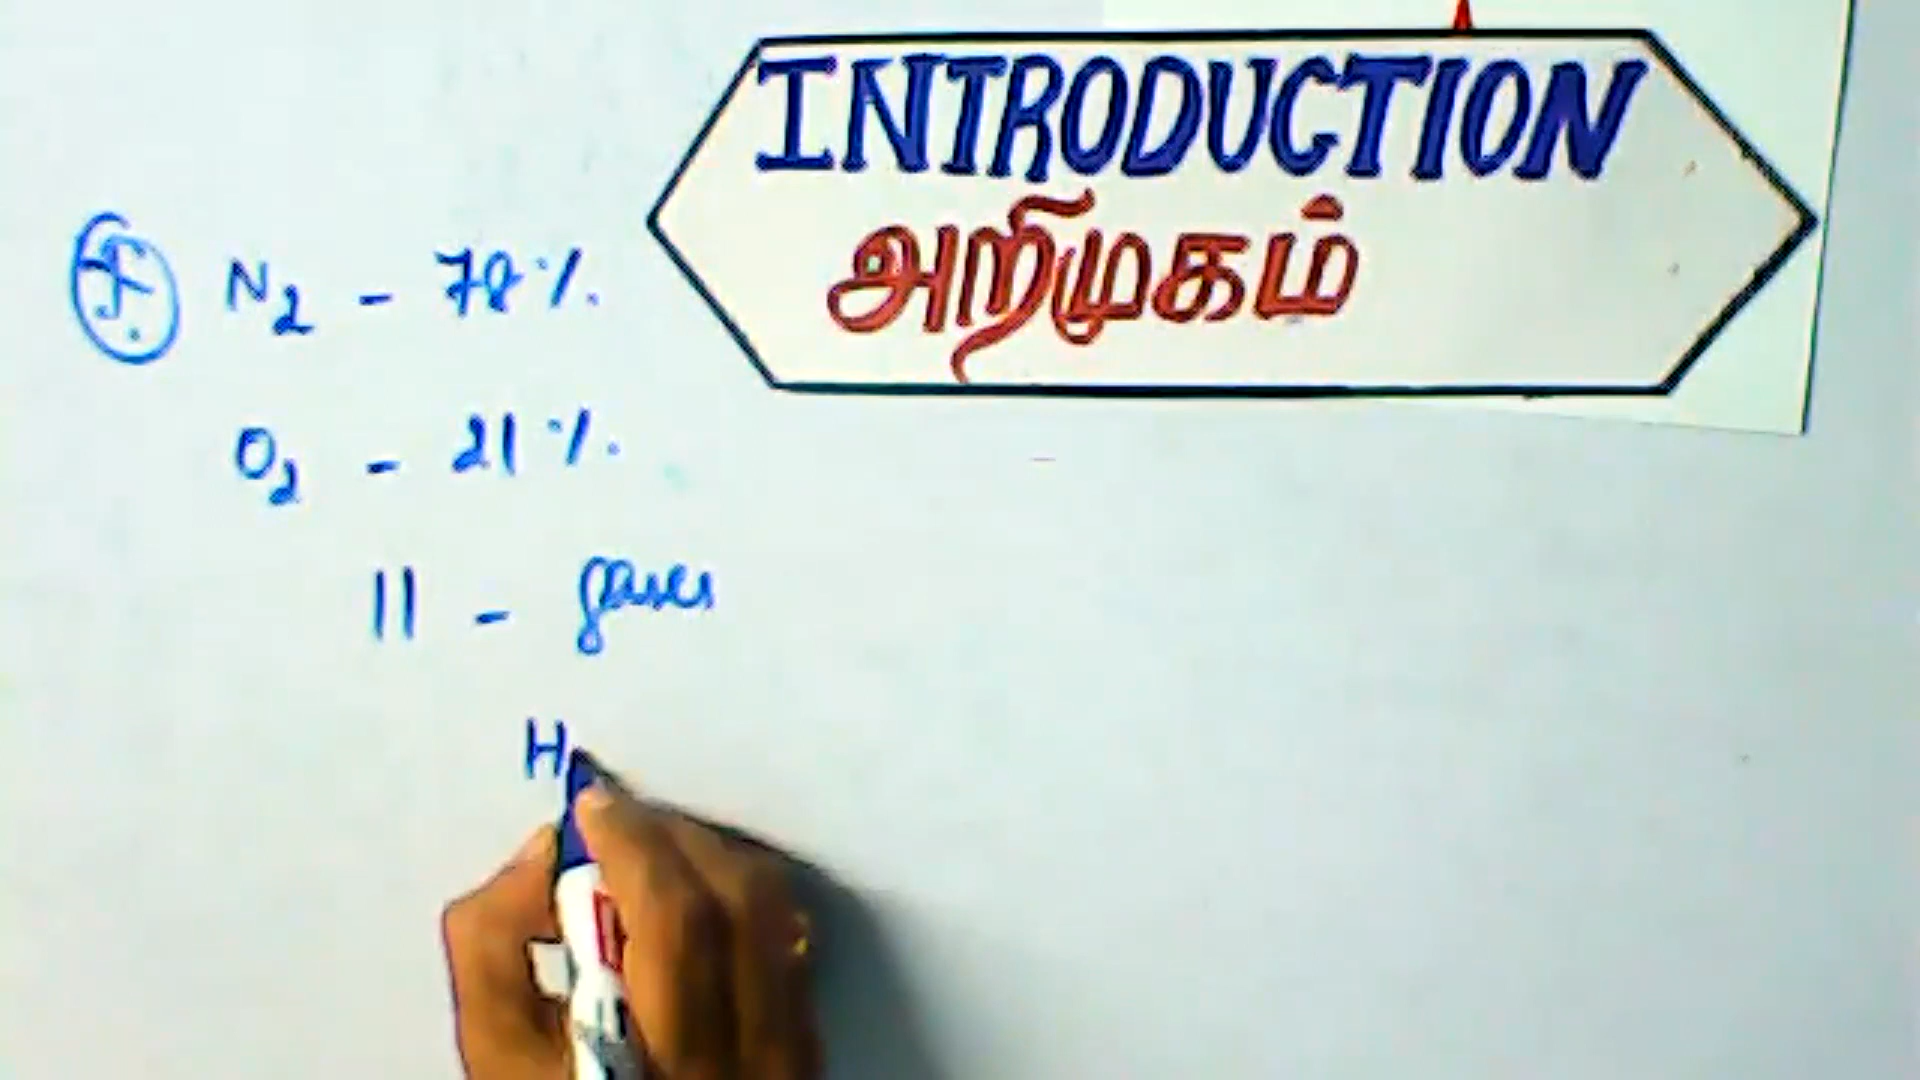 INTRODUCTION
அறிமுகம்
N2 - 78%.
O2 - 21%.
11 - gases
H